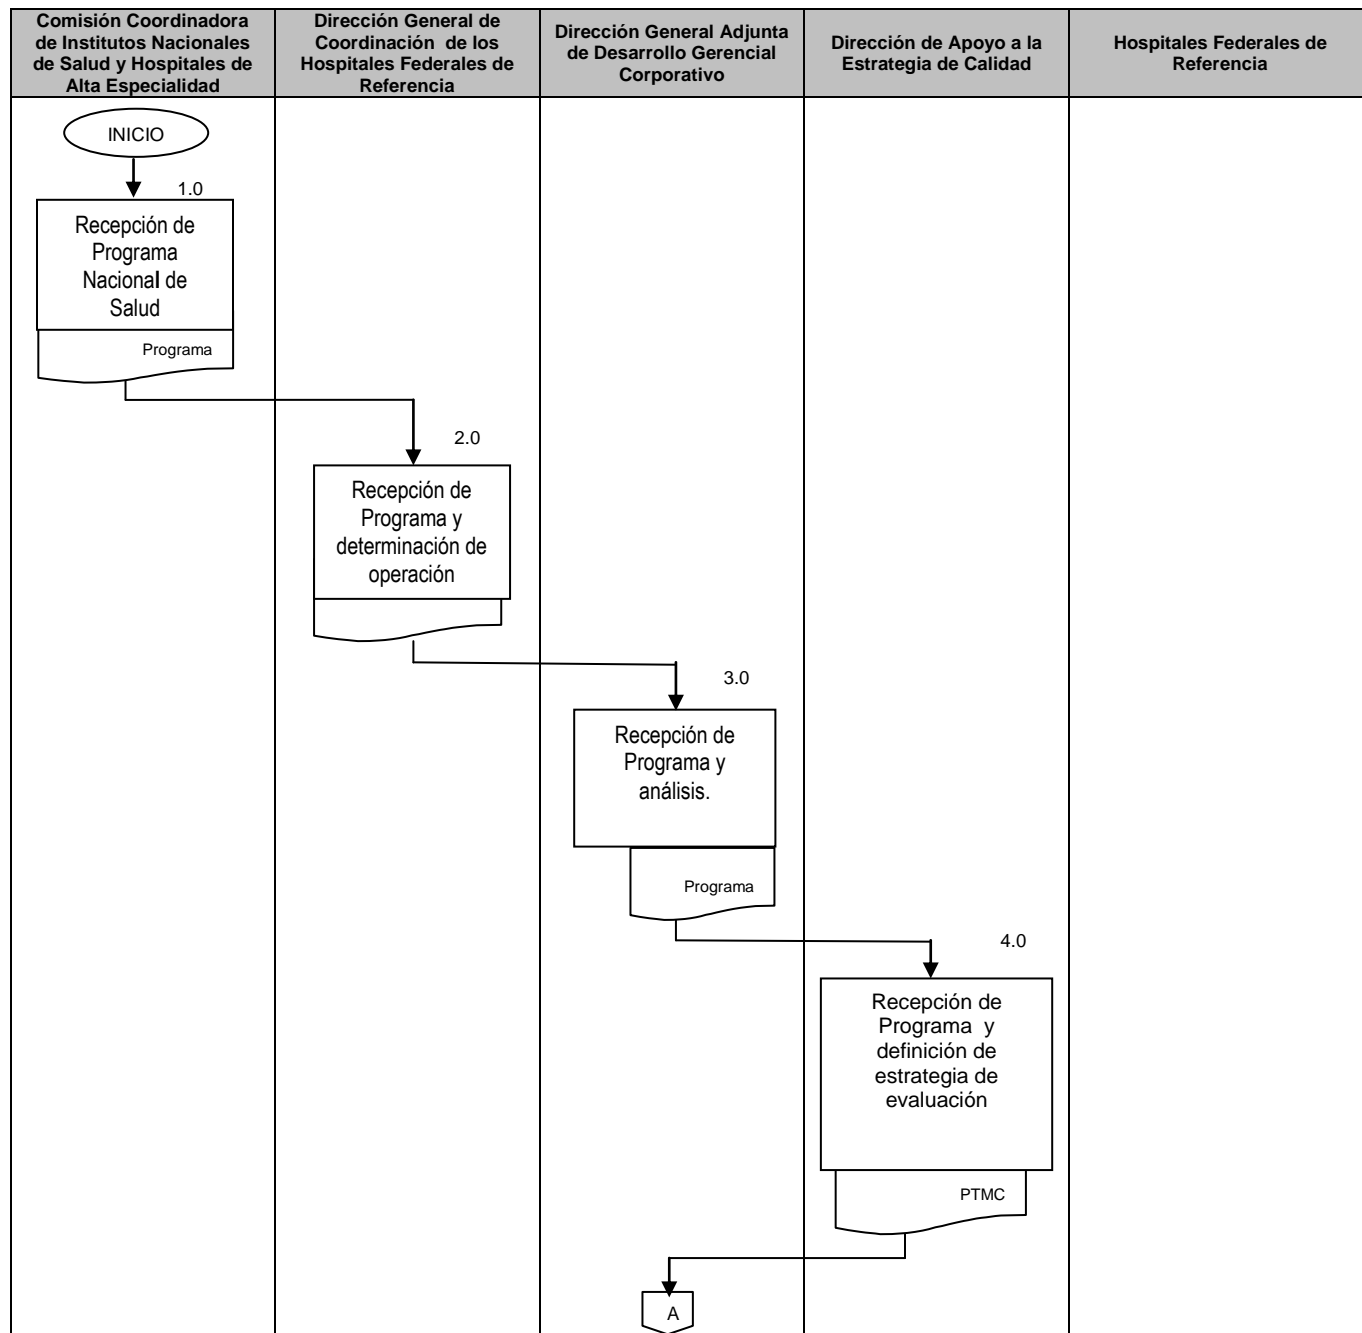 Comisión Coordinadora
de Institutos Nacionales
de Salud y Hospitales de
Alta Especialidad
Dirección General de
Coordinación de los
Hospitales Federales de
Referencia
Dirección General Adjunta
de Desarrollo Gerencial
Corporativo
Dirección de Apoyo a la
Estrategia de Calidad
Hospitales Federales de
Referencia
INICIO
1.0
Recepción de
Programa
Nacional de
Salud
Programa
2.0
Recepción de
Programa y
determinación de
operación
3.0
Recepción de
Programa y
análisis.
Programa
4.0
Recepción de
Programa y
definición de
estrategia de
evaluación
PTMC
A